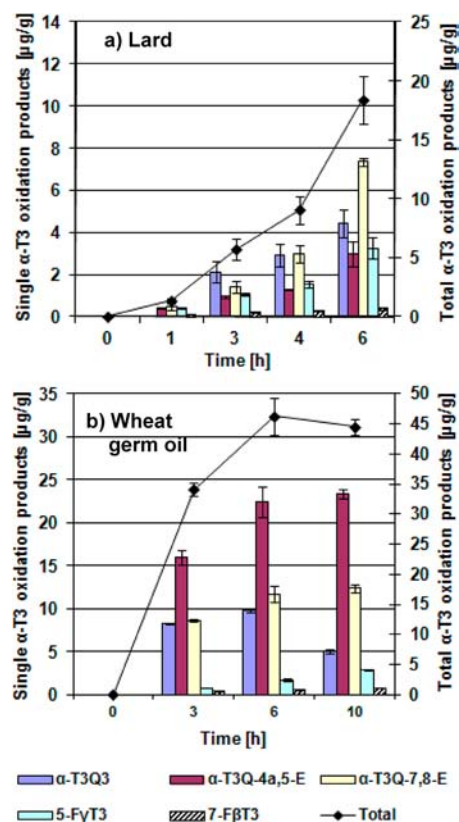 a) Lard
Single α-T3 oxidation products [µg/g]
14
12
10
8
6
4
2
0
25
20
15
10
5
0
Total α-T3 oxidation products [µg/g]
0 1 3 4 6
Time [h]
b) Wheat
germ oil
Single α-T3 oxidation products [µg/g]
35
30
25
20
15
10
5
0
50
45
40
35
30
25
20
15
10
5
0
Total α-T3 oxidation products [µg/g]
0 3 6 10
Time [h]
α-T3Q3 α-T3Q-4a,5-E α-T3Q-7,8-E
5-FγT3 7-FβT3 Total